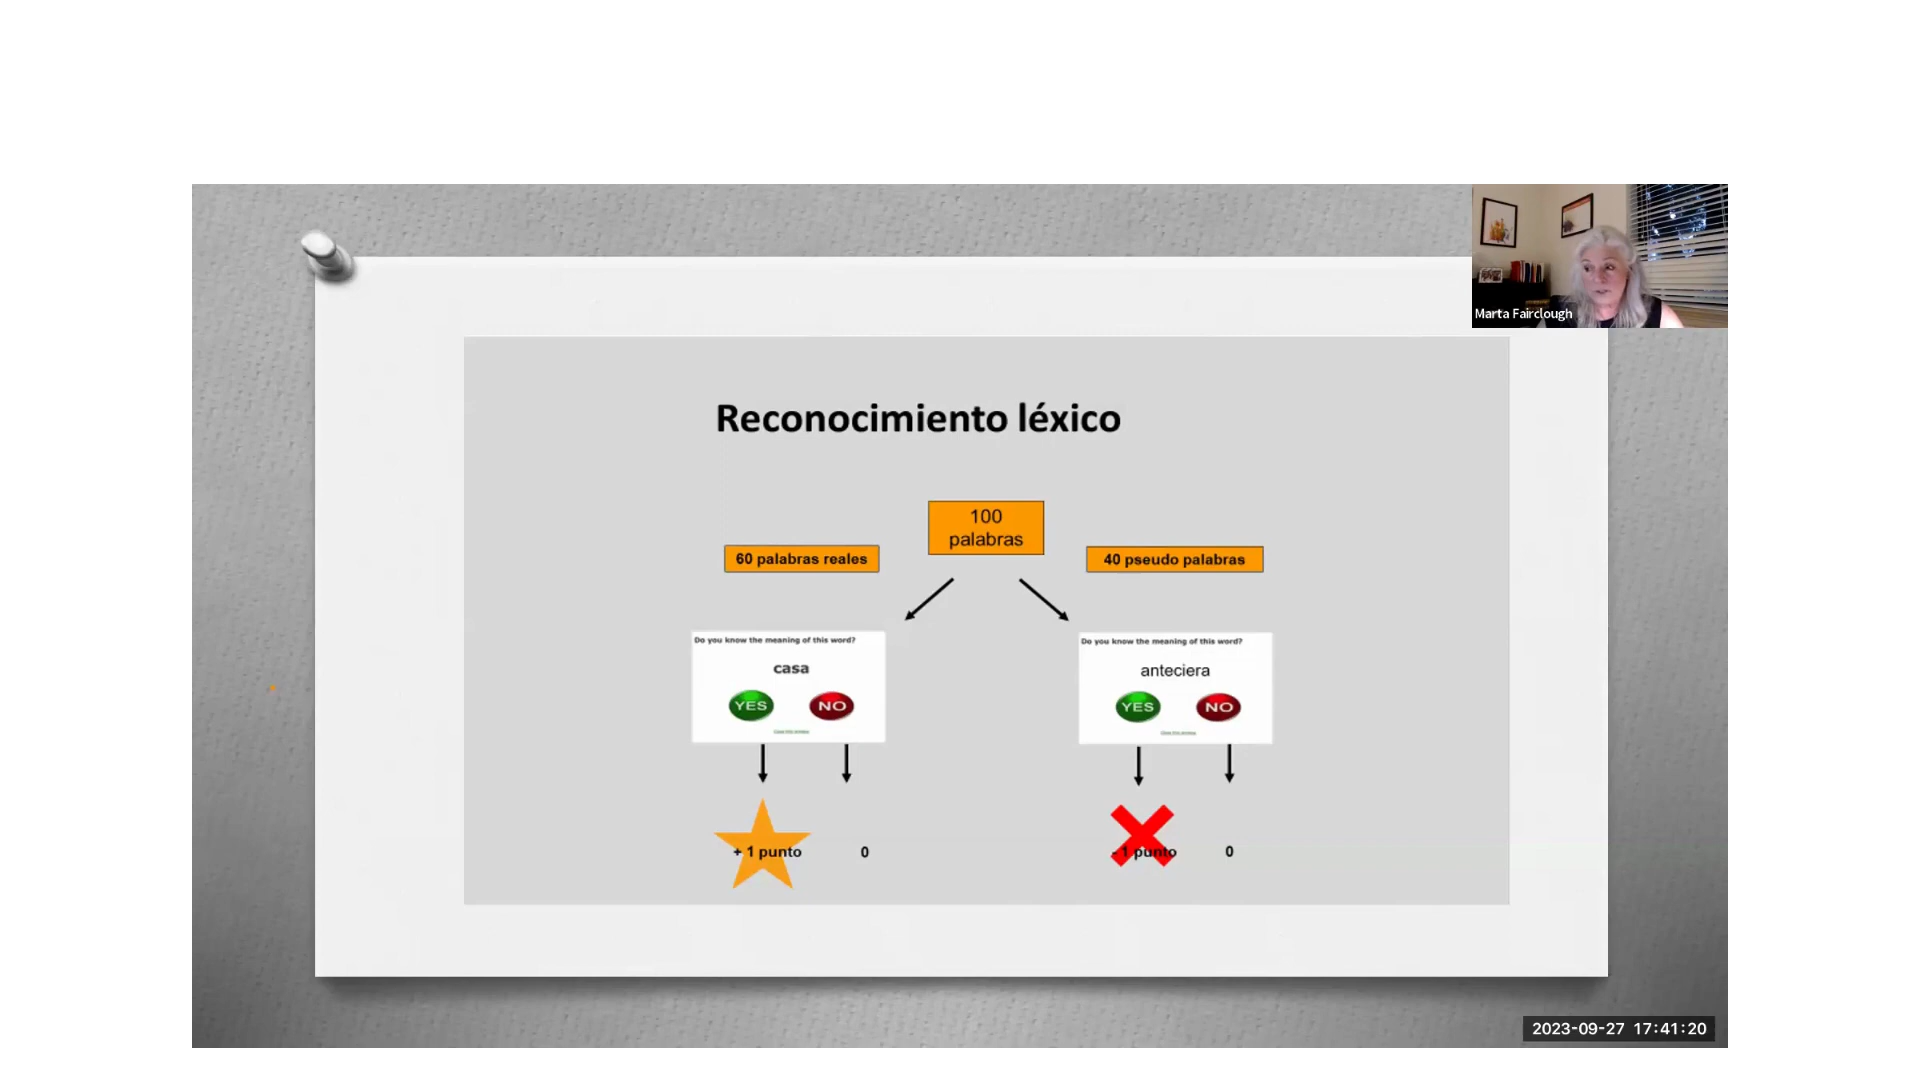 Marta Fairclough
Reconocimiento léxico
100
palabras
60 palabras reales
40 pseudo palabras
Do you know the meaning of this word?
casa
YES NO
Do you know the meaning of this word?
anteciera
YES NO
+ 1 punto 0
- 1 punto 0
2023-09-27 17:41:20